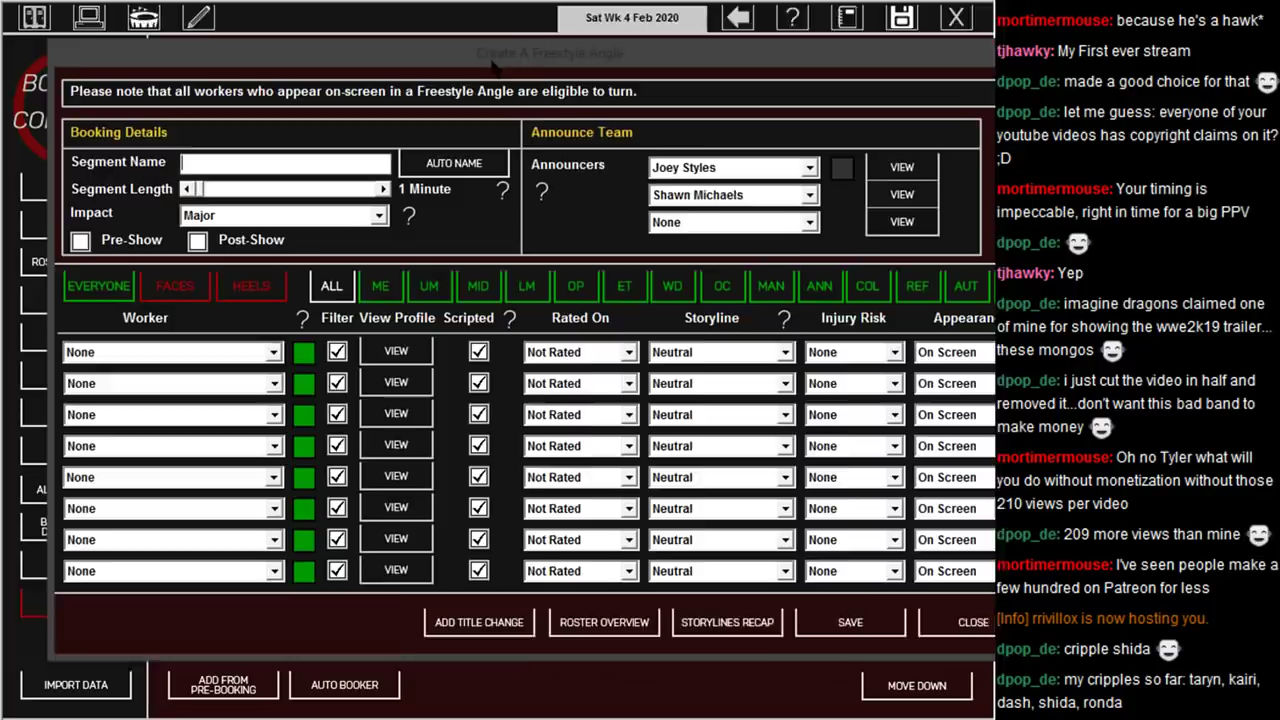 Sat Wk 4 Feb 2020
Create A Freestyle Angle
Please note that all workers who appear on-screen in a Freestyle Angle are eligible to turn.
Booking Details
Announce Team
Segment Name
AUTO NAME
Announcers
Joey Styles
VIEW
Segment Length
1 Minute
?
?
Shawn Michaels
VIEW
Impact
Major
?
None
VIEW
Pre-Show
Post-Show
EVERYONE
FACES
HEELS
ALL
ME
UM
MID
LM
OP
ET
WD
OC
MAN
ANN
COL
REF
AUT
Worker
?
Filter
View Profile
Scripted
?
Rated On
Storyline
?
Injury Risk
Appearan
None
VIEW
Not Rated
Neutral
None
On Screen
None
VIEW
Not Rated
Neutral
None
On Screen
None
VIEW
Not Rated
Neutral
None
On Screen
None
VIEW
Not Rated
Neutral
None
On Screen
None
VIEW
Not Rated
Neutral
None
On Screen
None
VIEW
Not Rated
Neutral
None
On Screen
None
VIEW
Not Rated
Neutral
None
On Screen
None
VIEW
Not Rated
Neutral
None
On Screen
ADD TITLE CHANGE
ROSTER OVERVIEW
STORYLINES RECAP
SAVE
CLOSE
IMPORT DATA
ADD FROM
PRE-BOOKING
AUTO BOOKER
MOVE DOWN
mortimermouse: because he's a hawk*
tjhawky: My First ever stream
dpop_de: made a good choice for that
dpop_de: let me guess: everyone of your
youtube videos has copyright claims on it?
;D
mortimermouse: Your timing is
impeccable, right in time for a big PPV
dpop_de:
tjhawky: Yep
dpop_de: imagine dragons claimed one
of mine for showing the wwe2k19 trailer...
these mongos
dpop_de: i just cut the video in half and
removed it...don't want this bad band to
make money
mortimermouse: Oh no Tyler what will
you do without monetization without those
210 views per video
dpop_de: 209 more views than mine
mortimermouse: I've seen people make a
few hundred on Patreon for less
[Info] rrivillox is now hosting you.
dpop_de: cripple shida
dpop_de: my cripples so far: taryn, kairi,
dash, shida, ronda